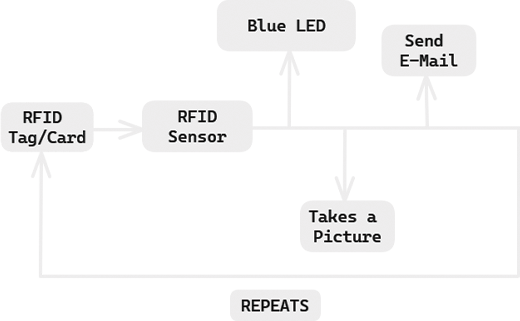 Blue LED
Send
E-Mail
RFID
Tag/Card
RFID
Sensor
Takes a
Picture
REPEATS